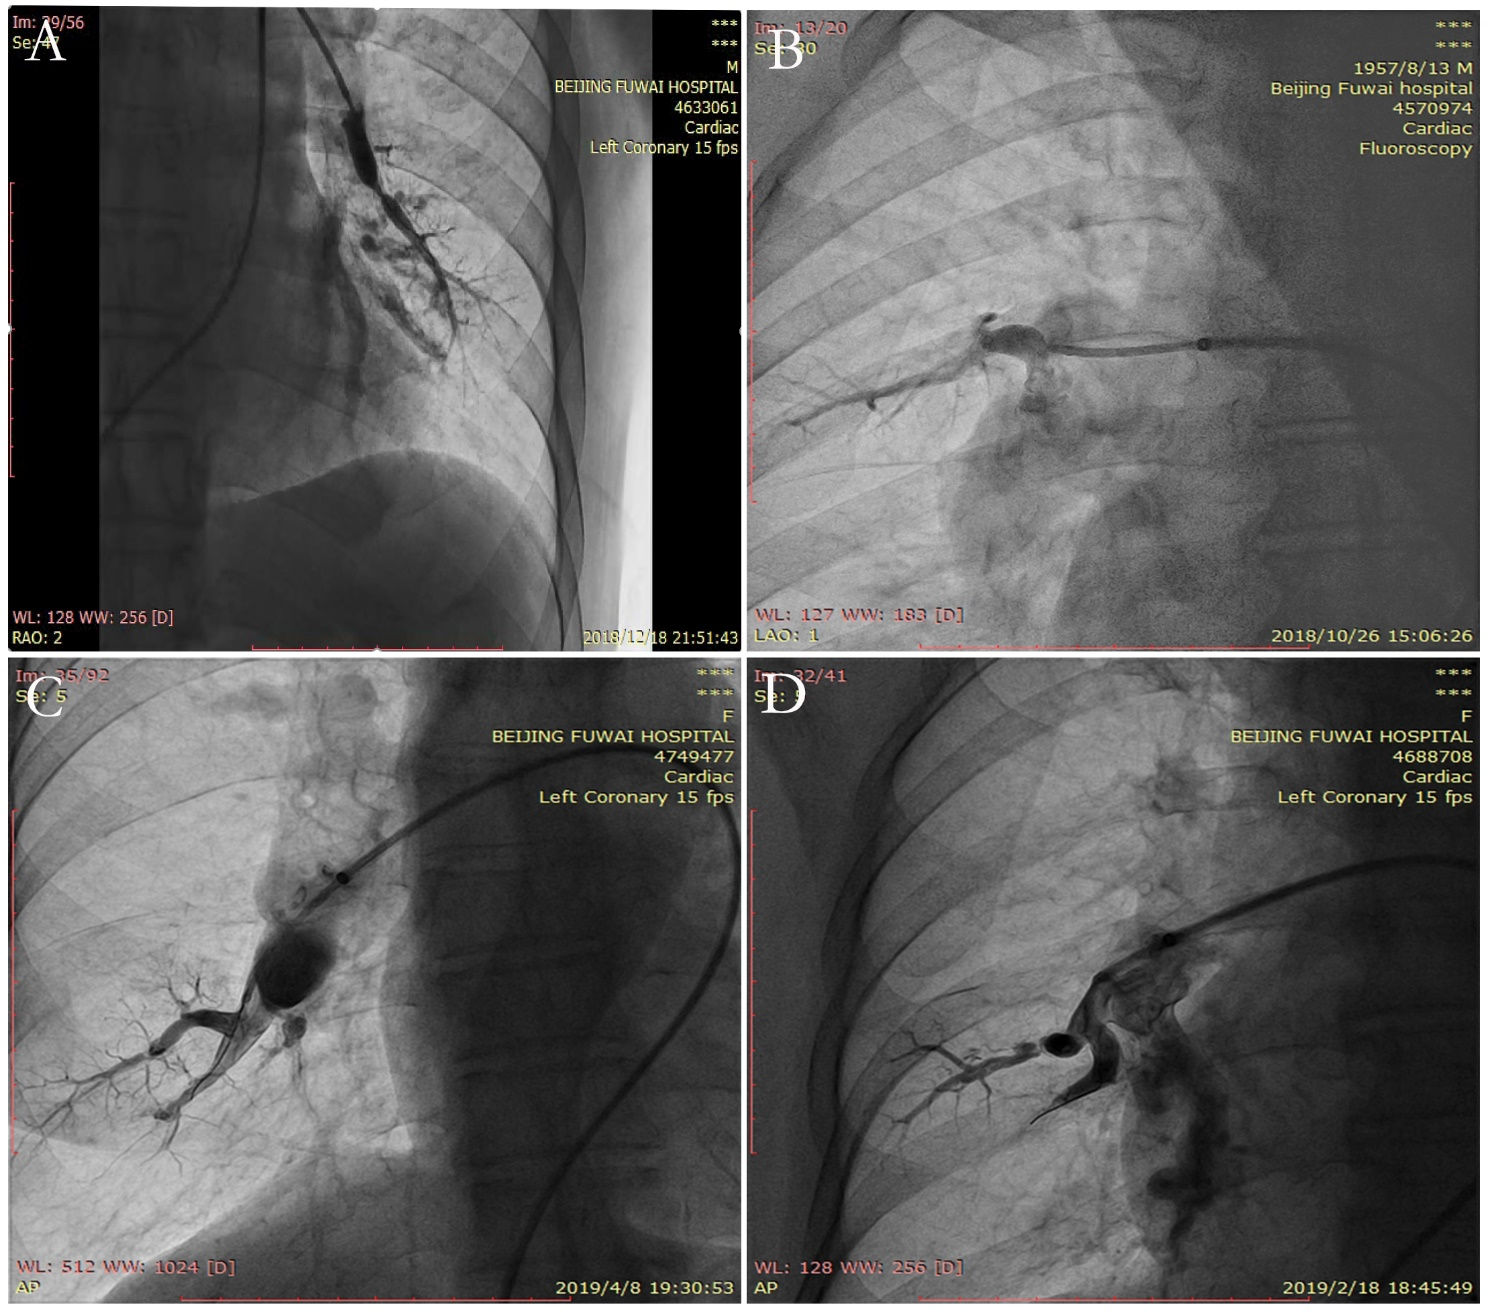 Im: 29/56
Se: 47
A
***
***
M
BEIJING FUWAI HOSPITAL
4633061
Cardiac
Left Coronary 15 fps
WL: 128 WW: 256 [D]
RAO: 2
2018/12/18 21:51:43
Im: 13/20
Se: 30
B
***
***
1957/8/13 M
Beijing Fuwai hospital
4570974
Cardiac
Fluoroscopy
WL: 127 WW: 183 [D]
LAO: 1
2018/10/26 15:06:26
Im: 35/92
Se: 5
C
***
***
F
BEIJING FUWAI HOSPITAL
4749477
Cardiac
Left Coronary 15 fps
WL: 512 WW: 1024 [D]
AP
2019/4/8 19:30:53
Im: 32/41
Se: 5
D
***
***
F
BEIJING FUWAI HOSPITAL
4688708
Cardiac
Left Coronary 15 fps
WL: 128 WW: 256 [D]
AP
2019/2/18 18:45:49